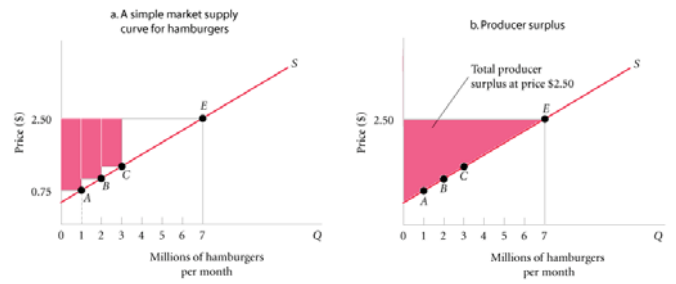 a. A simple market supply
curve for hamburgers
S
E
2.50
Price ($)
C
B
0.75
A
0 1 2 3 4 5 6 7 Q
Millions of hamburgers
per month
b. Producer surplus
S
Total producer
surplus at price $2.50
E
2.50
Price ($)
C
B
A
0 1 2 3 4 5 6 7 Q
Millions of hamburgers
per month